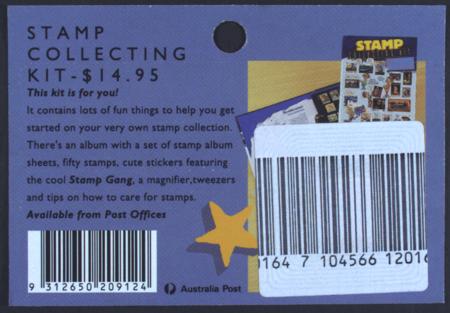 STAMP
COLLECTING
KIT-$14.95
This kit is for you!
It contains lots of fun things to help you get
started on your very own stamp collection.
There's an album with a set of stamp album
sheets, fifty stamps, cute stickers featuring
the cool Stamp Gang, a magnifier,tweezers
and tips on how to care for stamps.
Available from Post Offices
9 312650 209124
Australia Post
STAMP
COLLECTING KIT
0164 7 104566 12016